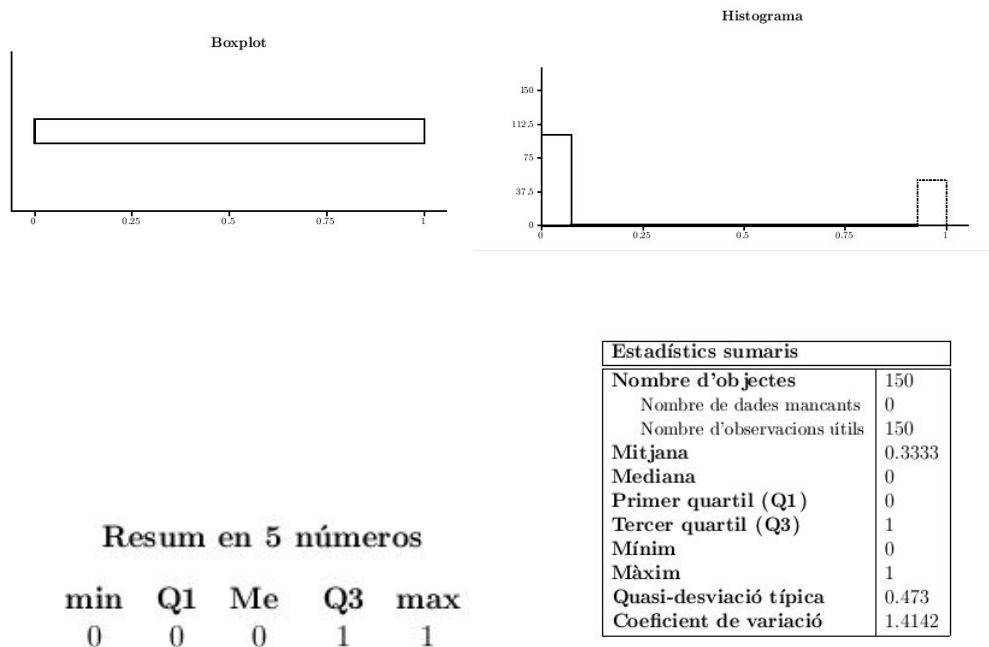 Boxplot
0 0.25 0.5 0.75 1
Histograma
150
112.5
75
37.5
0
0 0.25 0.5 0.75 1
Resum en 5 números
min Q1 Me Q3 max
0 0 0 1 1
Estadístics sumaris
Nombre d'objectes 150
Nombre de dades mancants 0
Nombre d'observacions útils 150
Mitjana 0.3333
Mediana 0
Primer quartil (Q1) 0
Tercer quartil (Q3) 1
Mínim 0
Màxim 1
Quasi-desviació típica 0.473
Coeficient de variació 1.4142